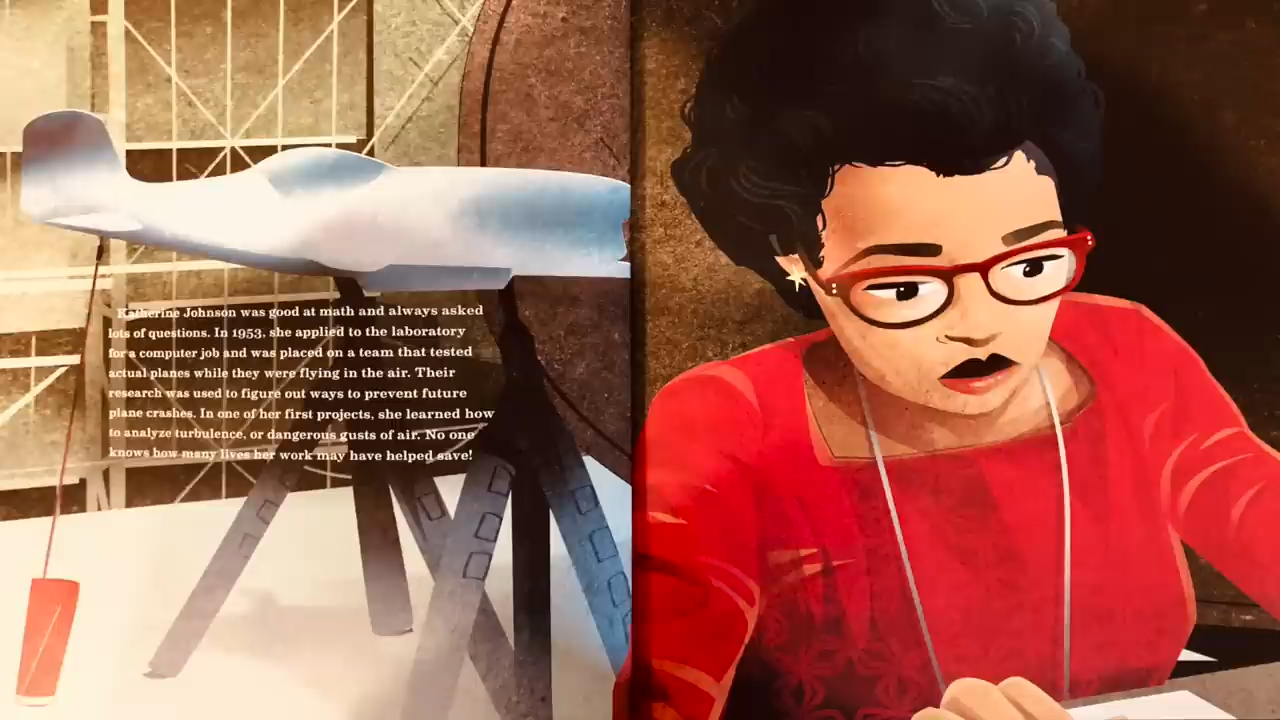 Katherine Johnson was good at math and always asked
lots of questions. In 1953, she applied to the laboratory
for a computer job and was placed on a team that tested
actual planes while they were flying in the air. Their
research was used to figure out ways to prevent future
plane crashes. In one of her first projects, she learned how
to analyze turbulence, or dangerous gusts of air. No one
knows how many lives her work may have helped save!